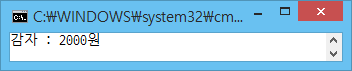 C:₩WINDOWS₩system32₩cm...
감자 : 2000원